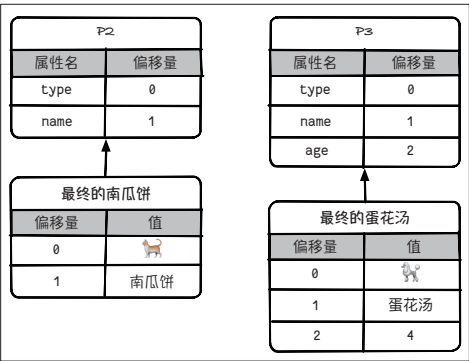 P2
属性名 偏移量
type 0
name 1
最终的南瓜饼
偏移量 值
0
1 南瓜饼
P3
属性名 偏移量
type 0
name 1
age 2
最终的蛋花汤
偏移量 值
0
1 蛋花汤
2 4